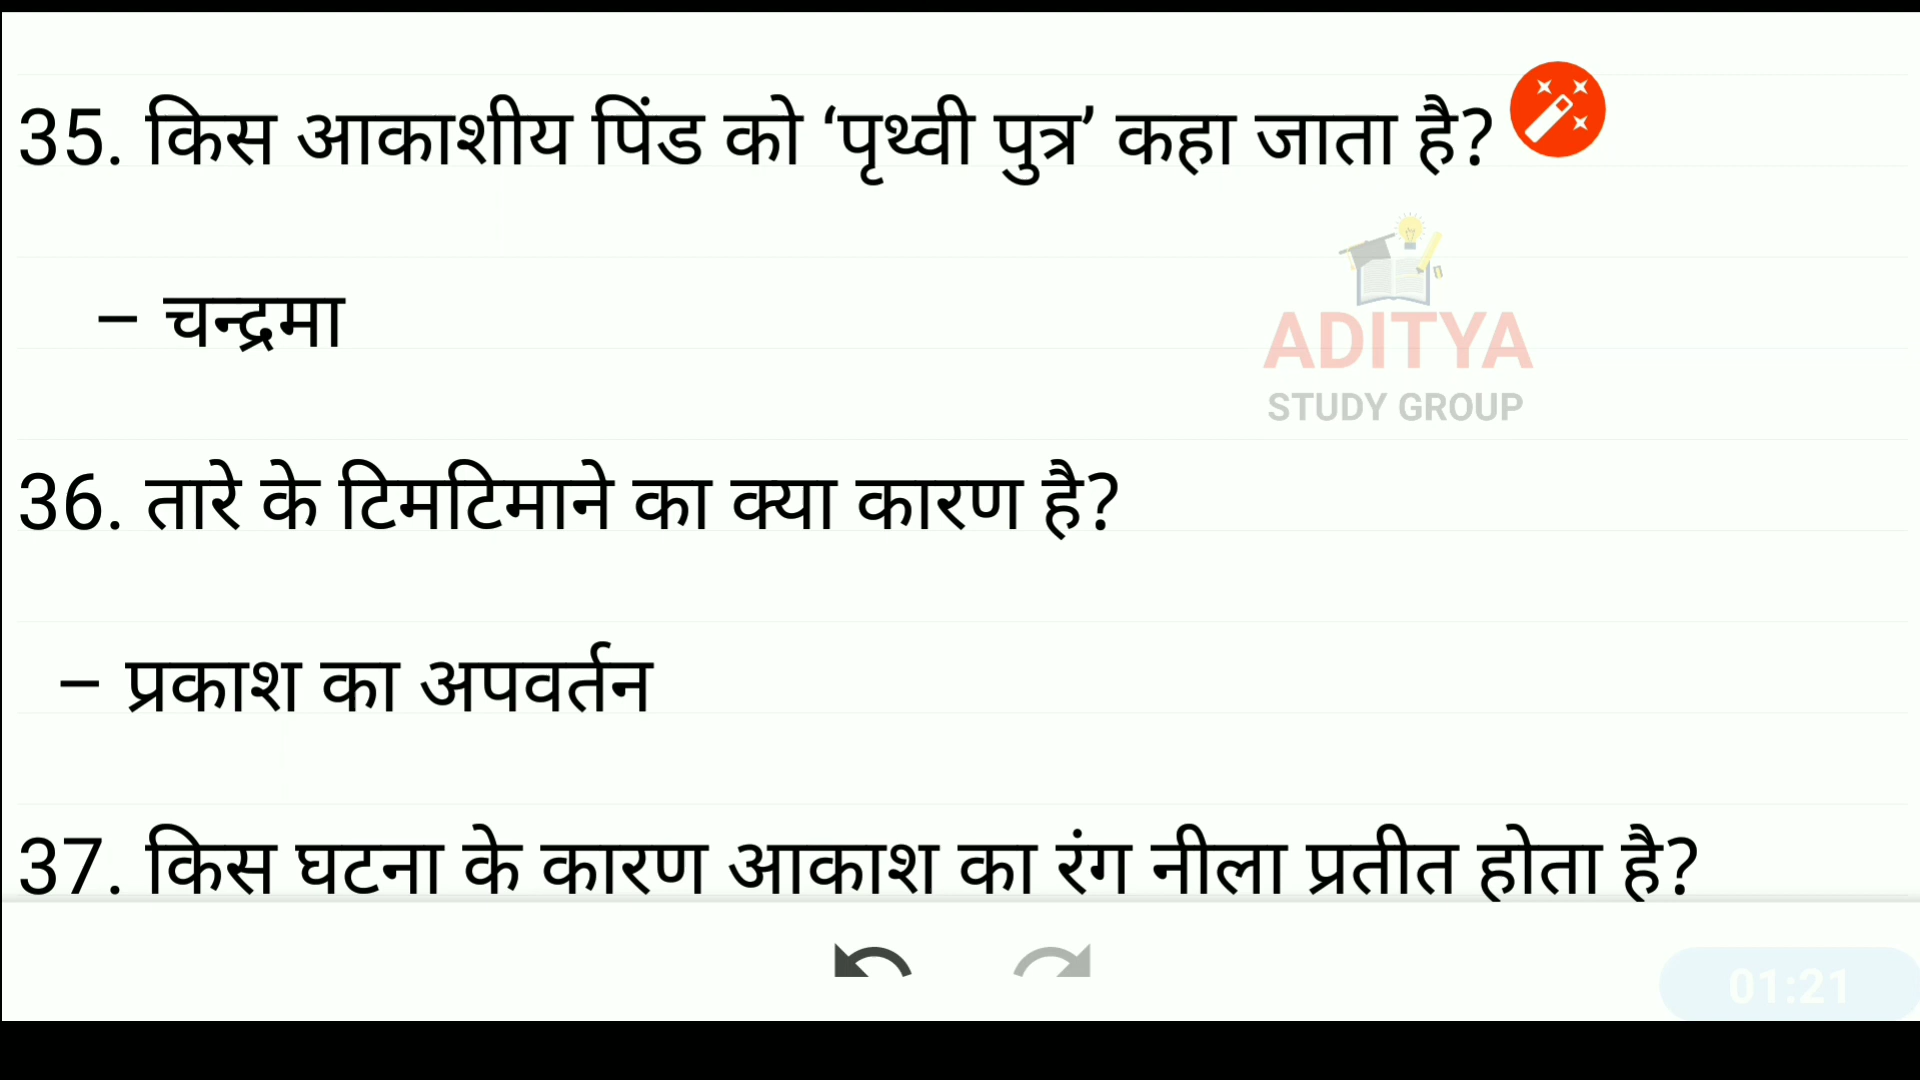 35. किस आकाशीय पिंड को ‘पृथ्वी पुत्र’ कहा जाता है?
– चन्द्रमा
ADITYA
STUDY GROUP
36. तारे के टिमटिमाने का क्या कारण है?
– प्रकाश का अपवर्तन
37. किस घटना के कारण आकाश का रंग नीला प्रतीत होता है?
01:21